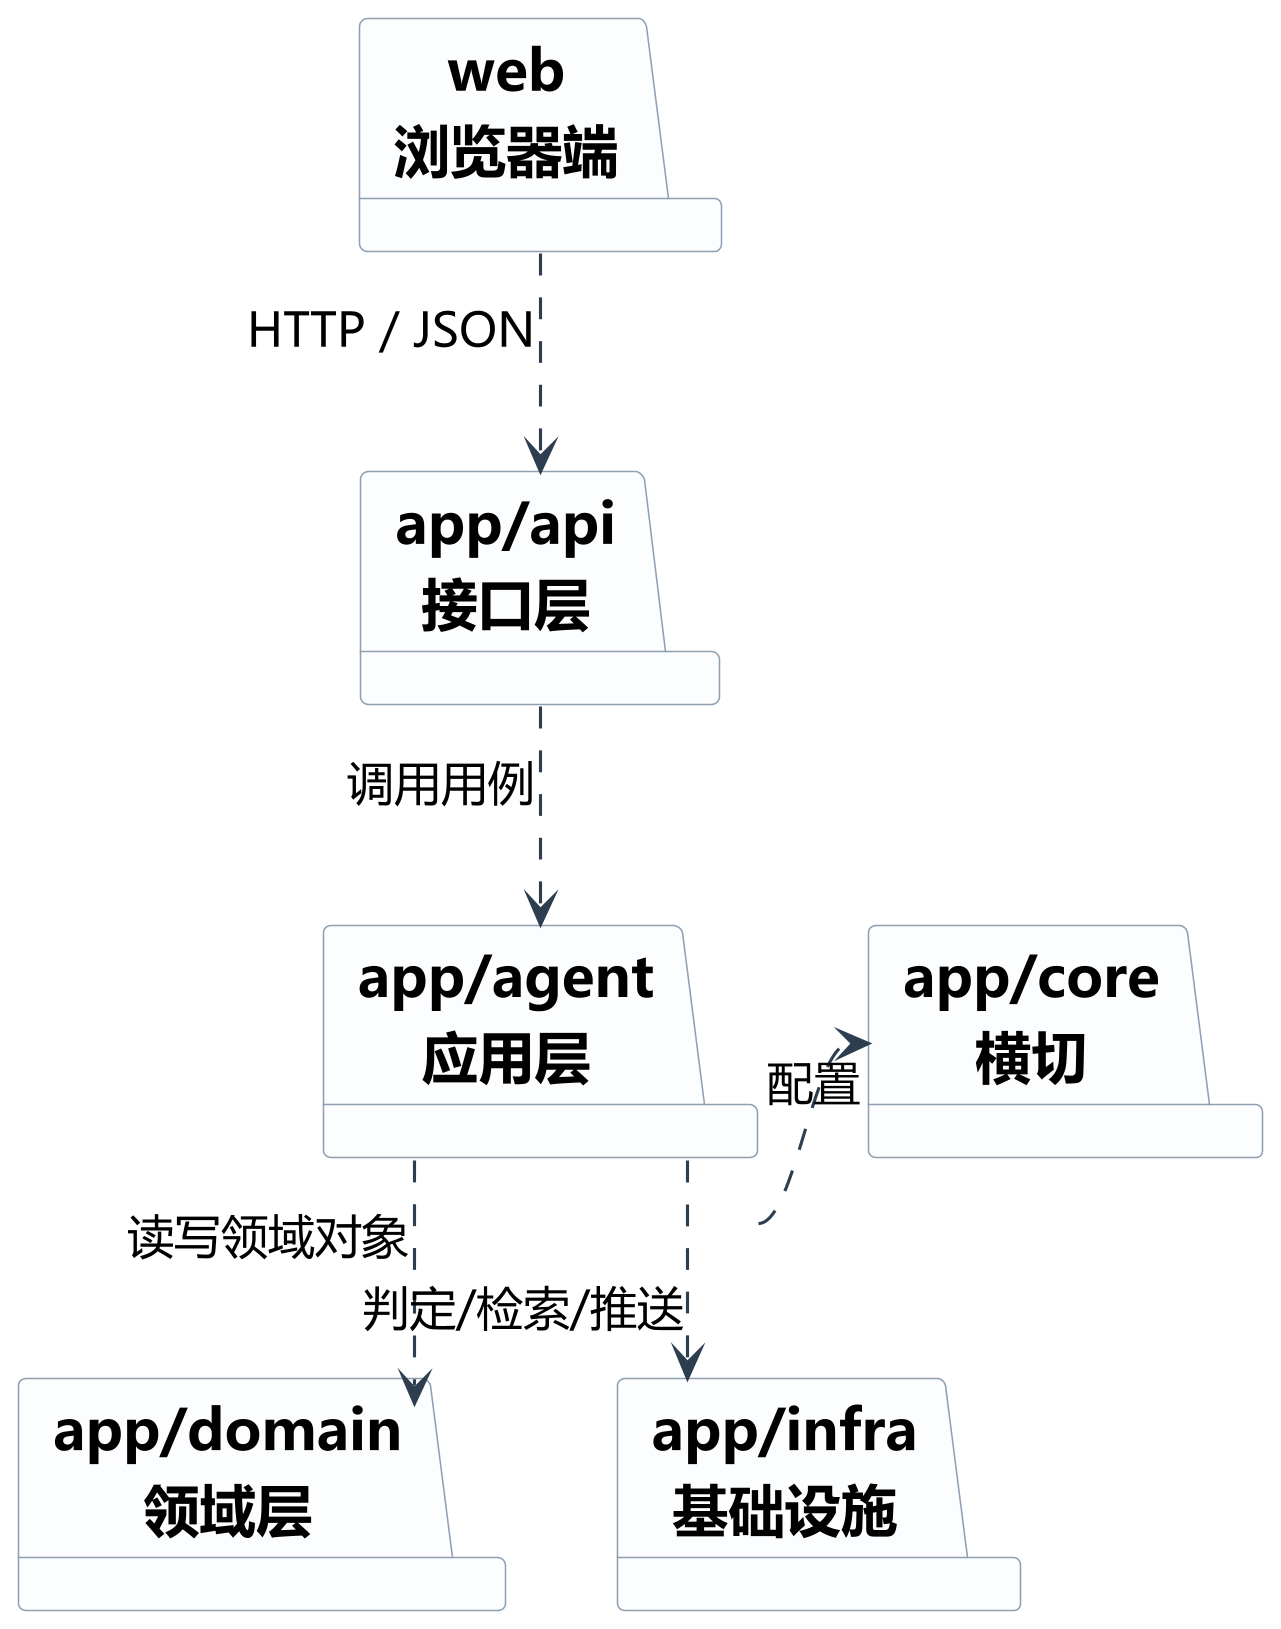 web
浏览器端
HTTP / JSON
app/api
接口层
调用用例
app/agent
应用层
app/core
横切
配置
读写领域对象
判定/检索/推送
app/domain
领域层
app/infra
基础设施